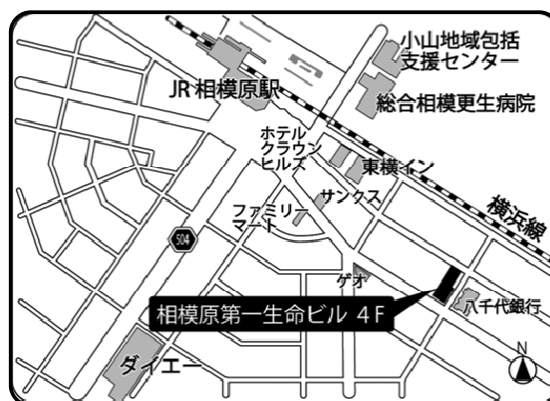 小山地域包括
支援センター
JR 相模原駅
総合相模更生病院
ホテル
クラウン
ヒルズ
東横イン
サンクス
横浜線
ファミリー
マート
504
ゲオ
八千代銀行
相模原第一生命ビル 4F
ダイエー
N